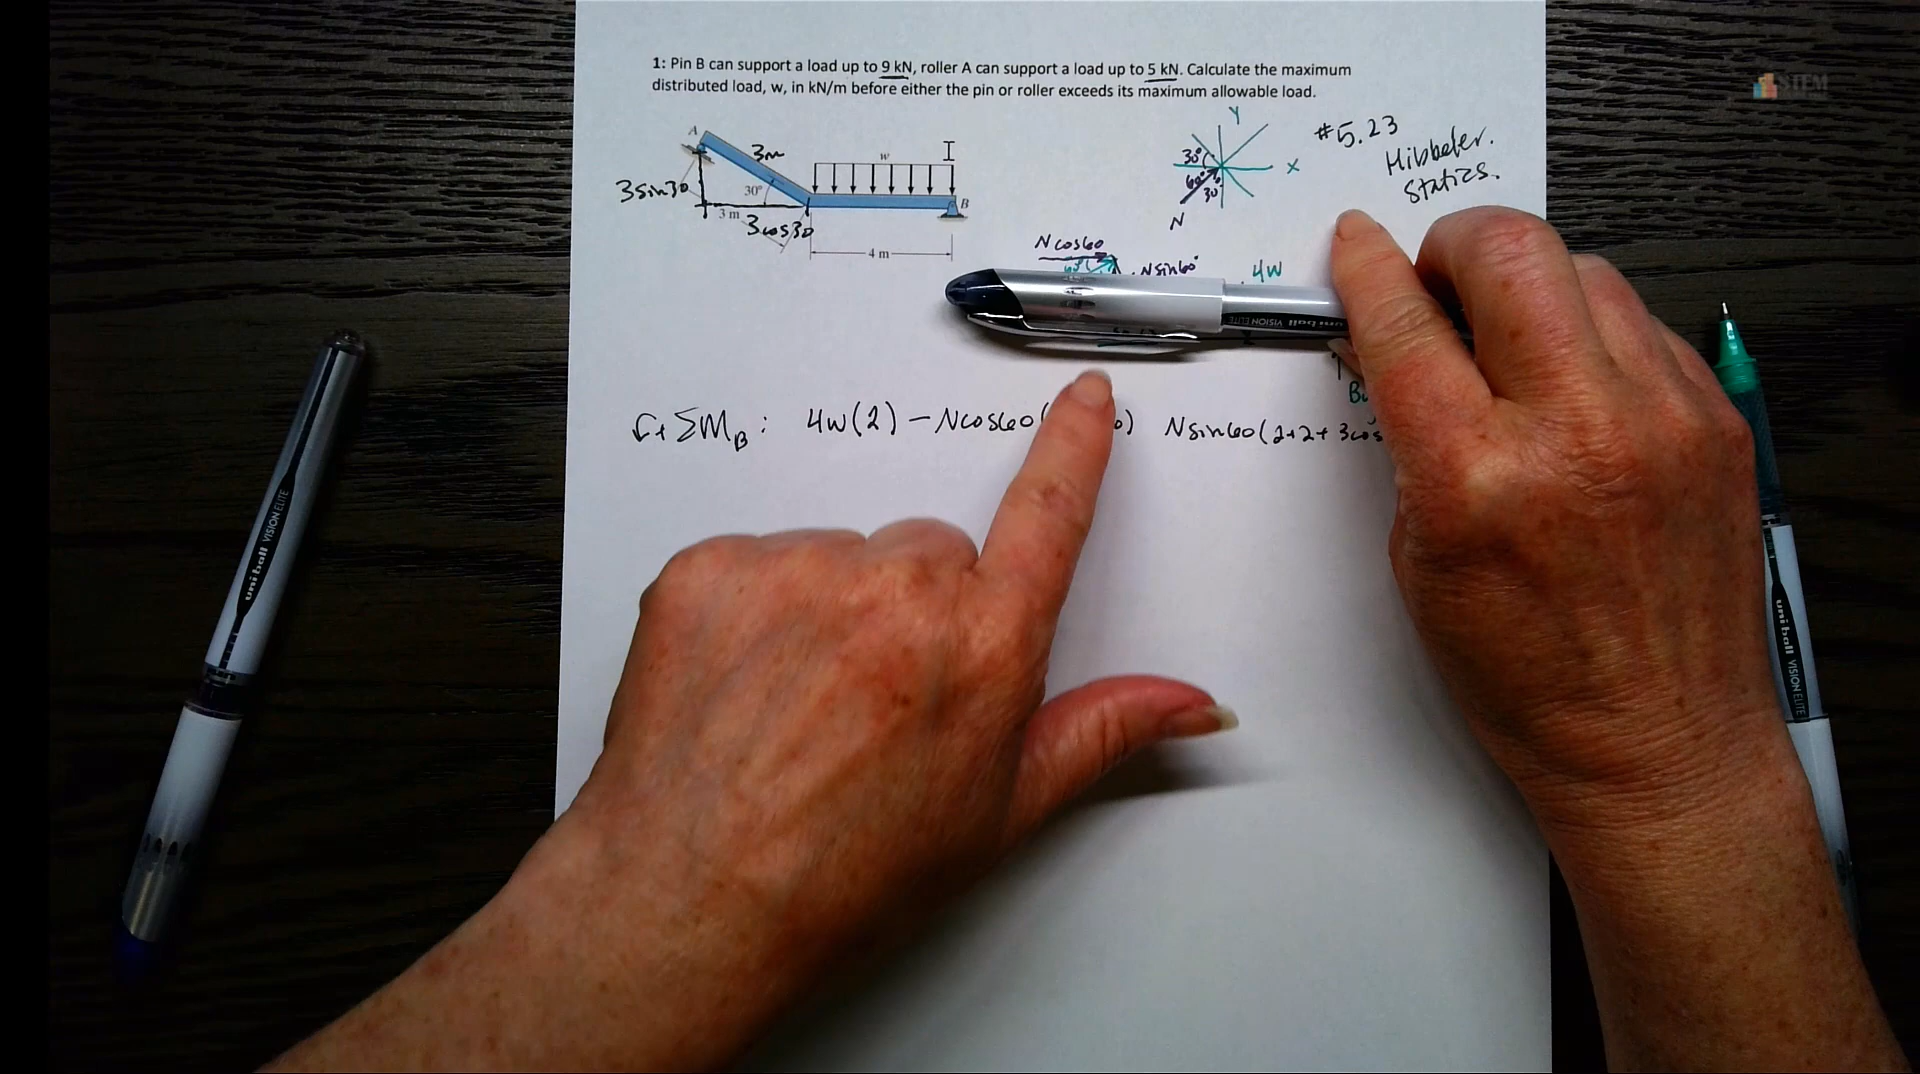 1: Pin B can support a load up to 9 kN, roller A can support a load up to 5 kN. Calculate the maximum
distributed load, w, in kN/m before either the pin or roller exceeds its maximum allowable load.
STEM
#5.23
Hibbeler.
Statics.
Y
X
30°
60°
30
N
A
3m
w
I
3sin30
30°
B
3 m
3cos30
4 m
Ncos60
Nsin60°
4W
uni ball VISION ELITE
uni ball VISION ELITE
uni ball VISION ELITE
↺+ ΣM_B : 4w(2) - Ncos60( Nsin60(2+2+3cos